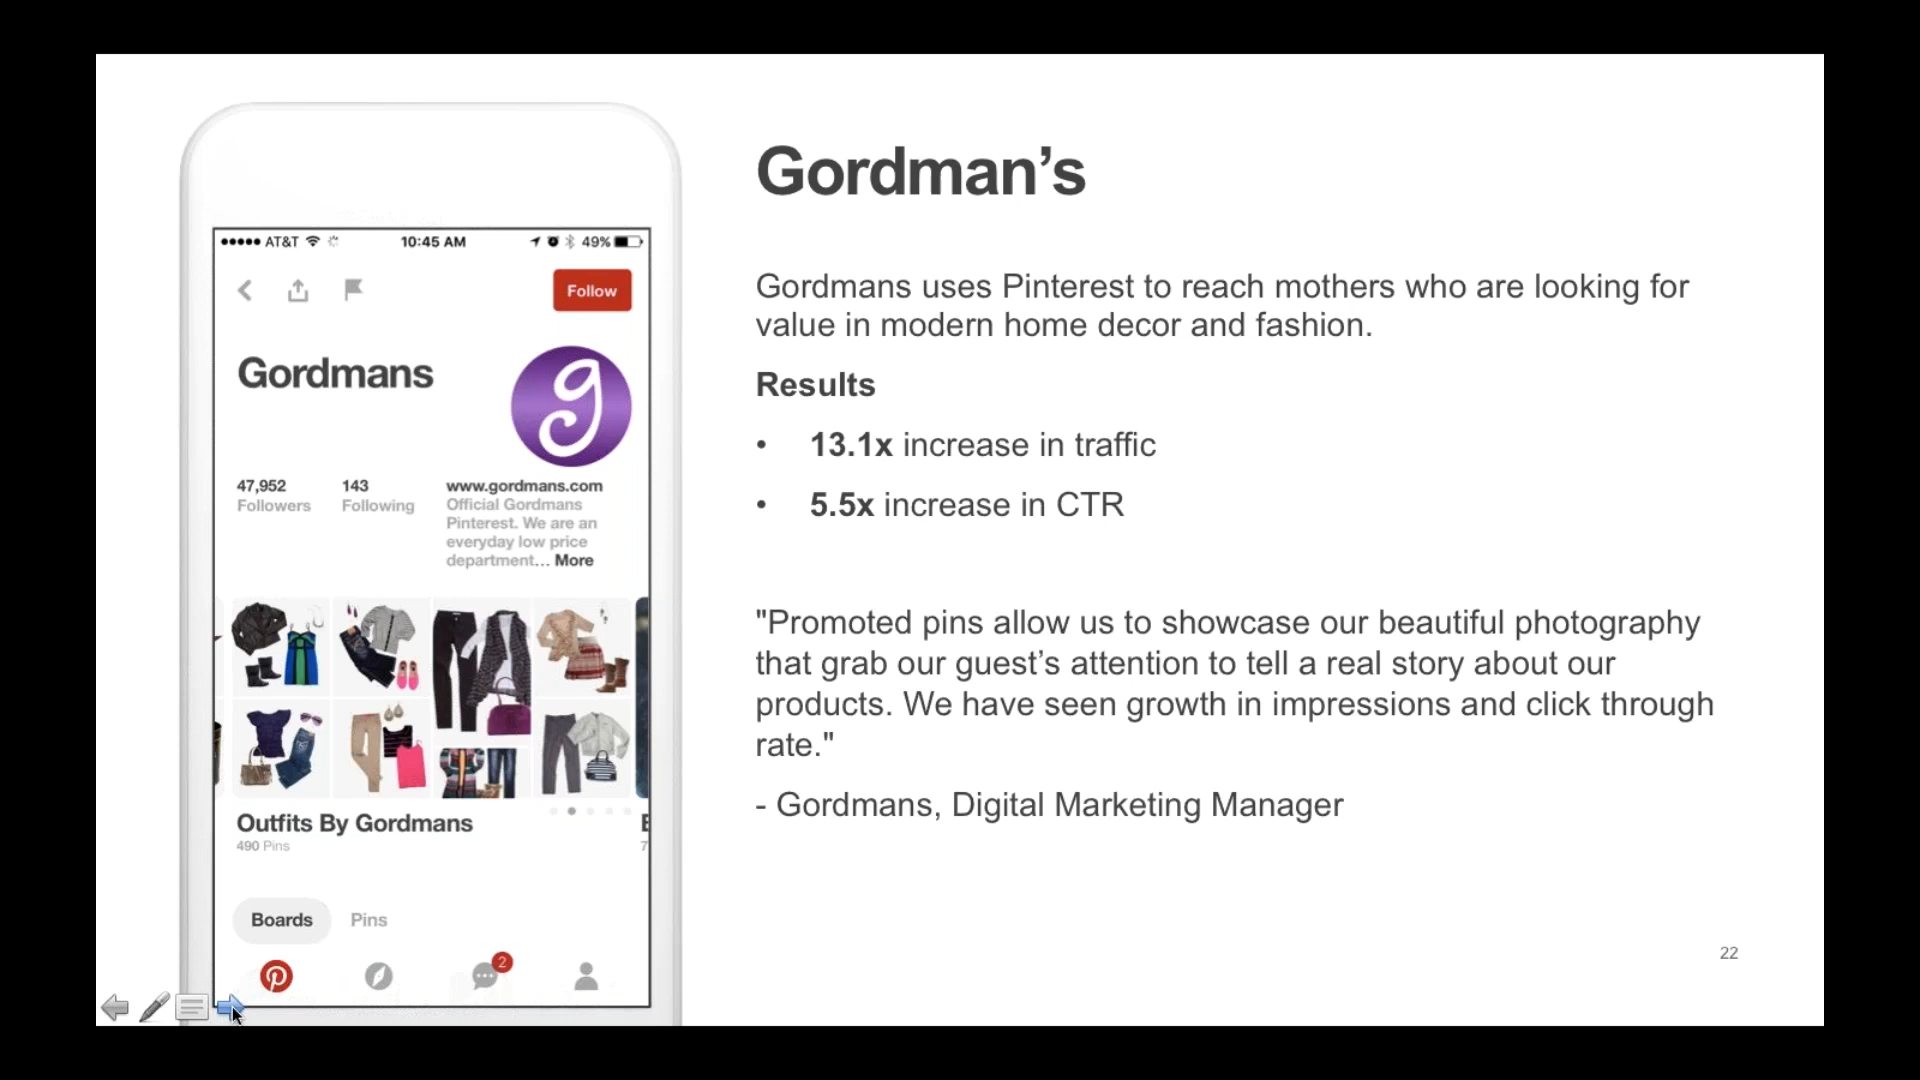 Gordman’s
Gordmans uses Pinterest to reach mothers who are looking for
value in modern home decor and fashion.
Results
• 13.1x increase in traffic
• 5.5x increase in CTR
"Promoted pins allow us to showcase our beautiful photography
that grab our guest’s attention to tell a real story about our
products. We have seen growth in impressions and click through
rate."
- Gordmans, Digital Marketing Manager
22
AT&T 10:45 AM 49%
Follow
Gordmans
g
47,952
Followers
143
Following
www.gordmans.com
Official Gordmans
Pinterest. We are an
everyday low price
department... More
Outfits By Gordmans
490 Pins
7
Boards Pins
2